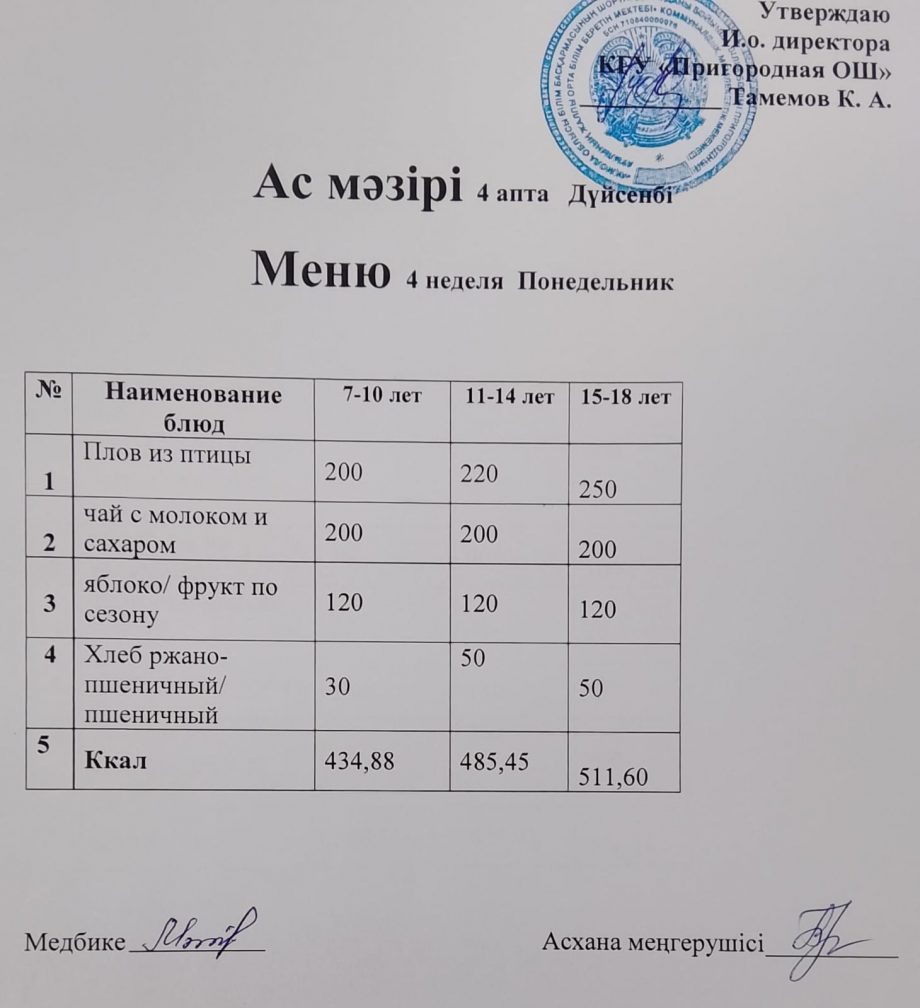 Утверждаю
И.о. директора
КГУ «Пригородная ОШ»
Тамемов К. А.
БСН 710640000076
Ас мәзірі 4 апта Дүйсенбі
Меню 4 неделя Понедельник
№ Наименование блюд 7-10 лет 11-14 лет 15-18 лет
1 Плов из птицы 200 220 250
2 чай с молоком и сахаром 200 200 200
3 яблоко/ фрукт по сезону 120 120 120
4 Хлеб ржано-пшеничный/ пшеничный 30 50 50
5 Ккал 434,88 485,45 511,60
Медбике
Асхана меңгерушісі